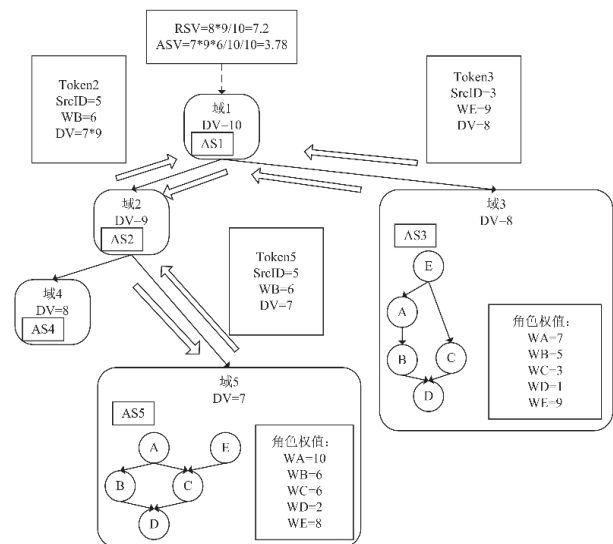 RSV=8*9/10=7.2
ASV=7*9*6/10/10=3.78
Token2
SrcID=5
WB=6
DV=7*9
Token3
SrcID=3
WE=9
DV=8
域1
DV=10
AS1
域2
DV=9
AS2
域3
DV=8
AS3
E
A
B
C
D
角色权值:
WA=7
WB=5
WC=3
WD=1
WE=9
Token5
SrcID=5
WB=6
DV=7
域4
DV=8
AS4
域5
DV=7
AS5
A
E
B
C
D
角色权值:
WA=10
WB=6
WC=6
WD=2
WE=8